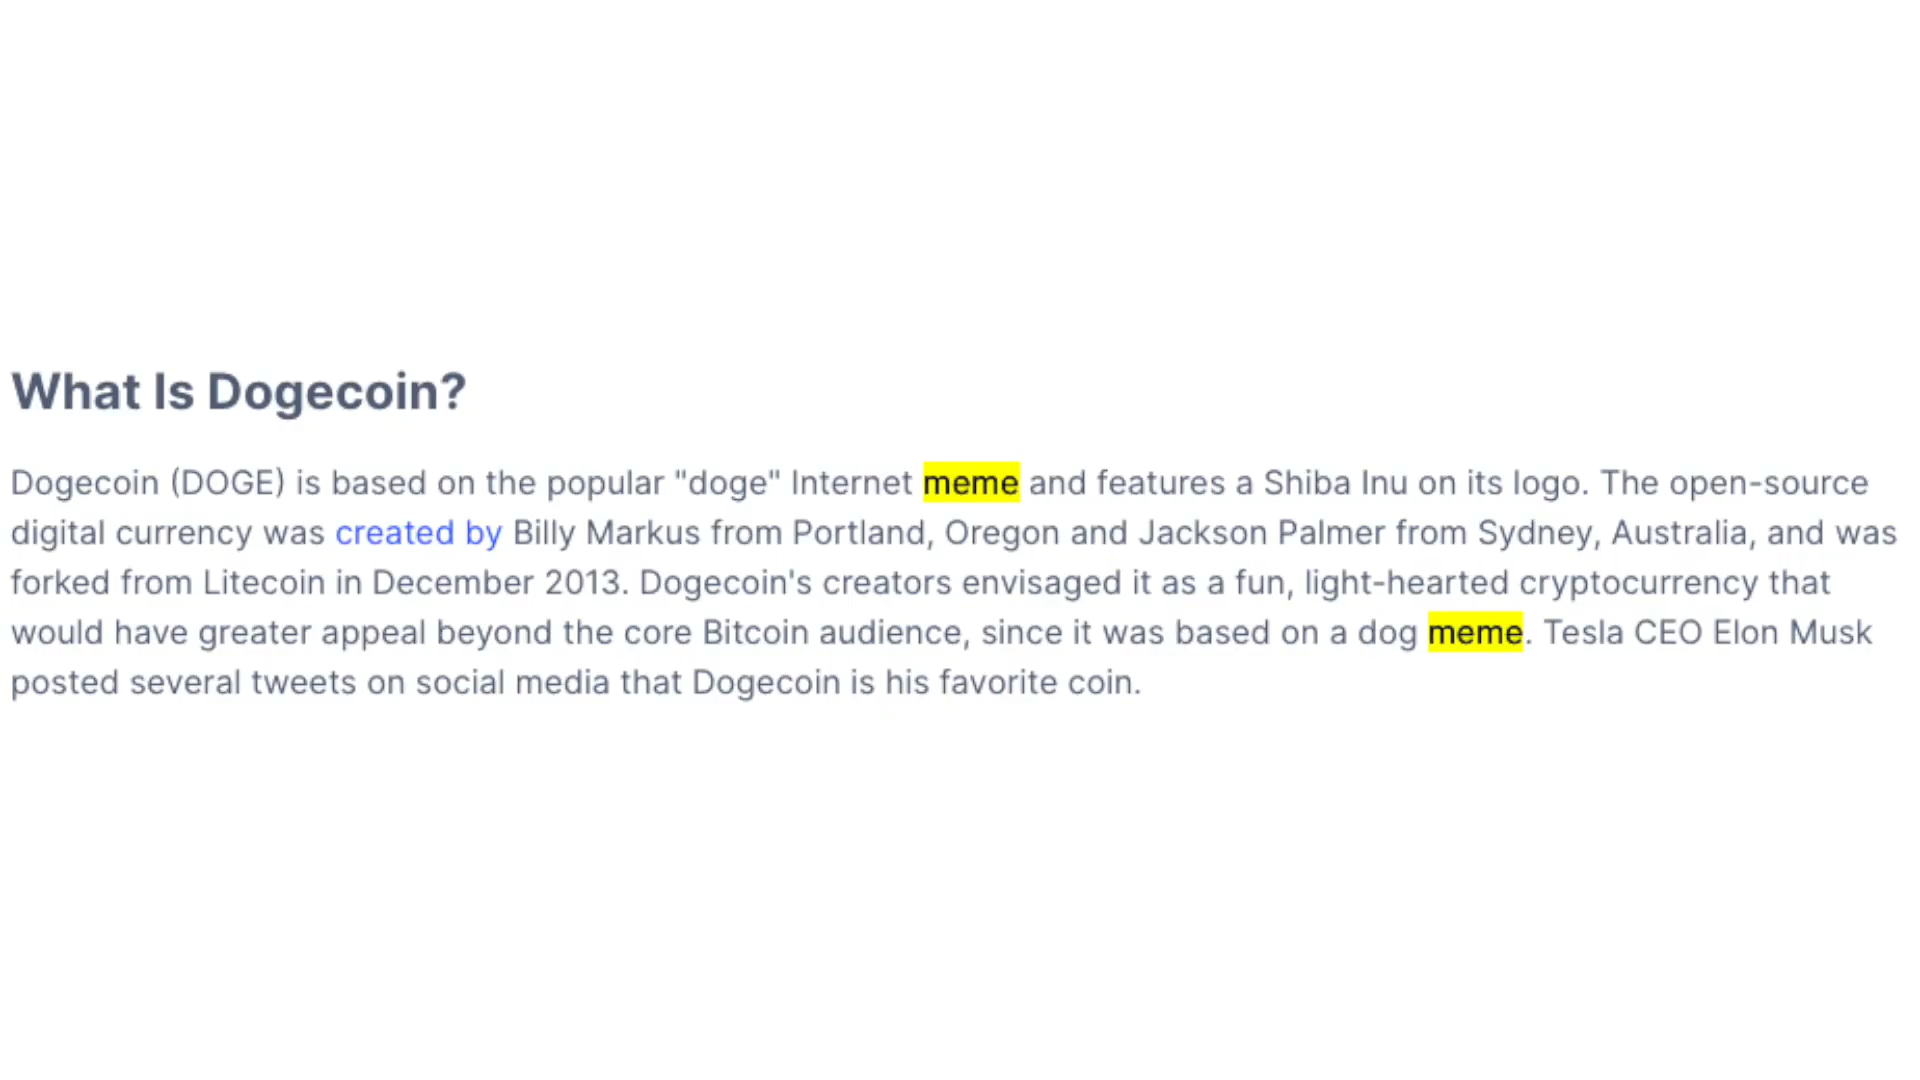 What Is Dogecoin?
Dogecoin (DOGE) is based on the popular "doge" Internet meme and features a Shiba Inu on its logo. The open-source
digital currency was created by Billy Markus from Portland, Oregon and Jackson Palmer from Sydney, Australia, and was
forked from Litecoin in December 2013. Dogecoin's creators envisaged it as a fun, light-hearted cryptocurrency that
would have greater appeal beyond the core Bitcoin audience, since it was based on a dog meme. Tesla CEO Elon Musk
posted several tweets on social media that Dogecoin is his favorite coin.